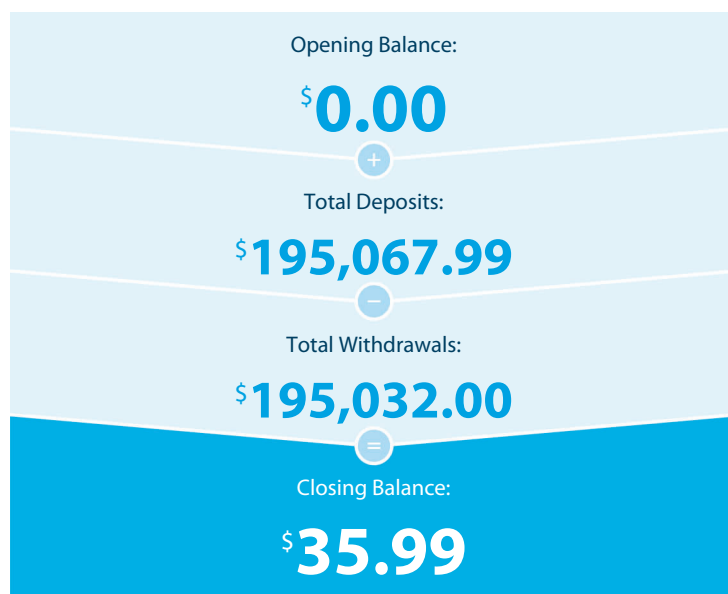 Opening Balance:
$0.00
+
Total Deposits:
$195,067.99
−
Total Withdrawals:
$195,032.00
=
Closing Balance:
$35.99